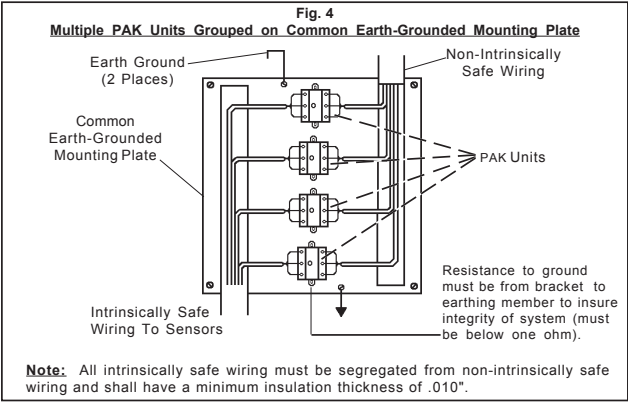 Fig. 4
Multiple PAK Units Grouped on Common Earth-Grounded Mounting Plate
Earth Ground
(2 Places)
Non-Intrinsically
Safe Wiring
Common
Earth-Grounded
Mounting Plate
PAK Units
Intrinsically Safe
Wiring To Sensors
Resistance to ground
must be from bracket to
earthing member to insure
integrity of system (must
be below one ohm).
Note: All intrinsically safe wiring must be segregated from non-intrinsically safe
wiring and shall have a minimum insulation thickness of .010".